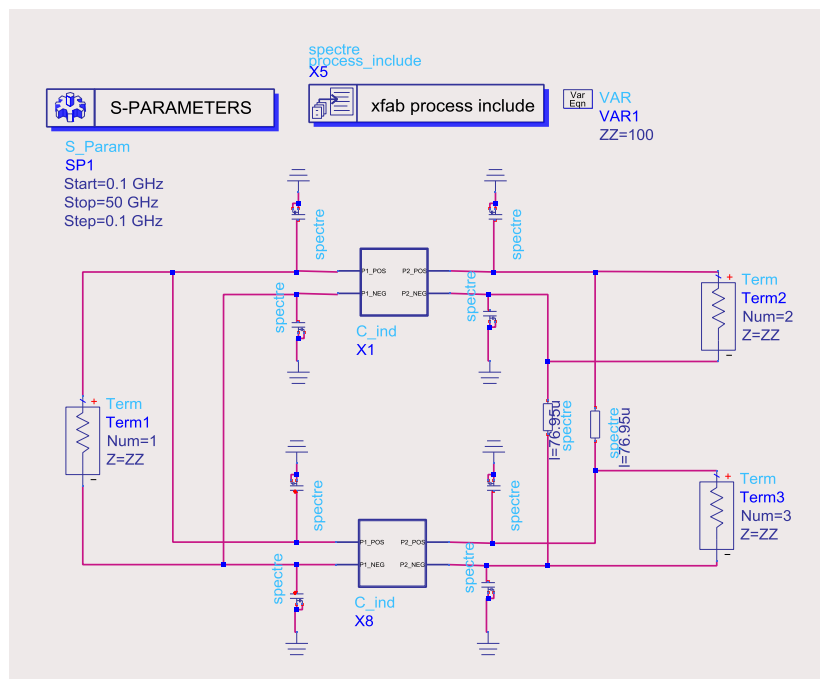 spectre
process_include
X5
S-PARAMETERS
xfab process include
Var
Eqn
VAR
VAR1
ZZ=100
S_Param
SP1
Start=0.1 GHz
Stop=50 GHz
Step=0.1 GHz
spectre
spectre
P1_POS
P2_POS
P1_NEG
P2_NEG
spectre
spectre
C_ind
X1
+
Term
Term2
Num=2
Z=ZZ
-
+
Term
Term1
Num=1
Z=ZZ
-
l=76.95u
spectre
spectre
l=76.95u
spectre
spectre
+
Term
Term3
Num=3
Z=ZZ
-
P1_POS
P2_POS
P1_NEG
P2_NEG
spectre
spectre
C_ind
X8